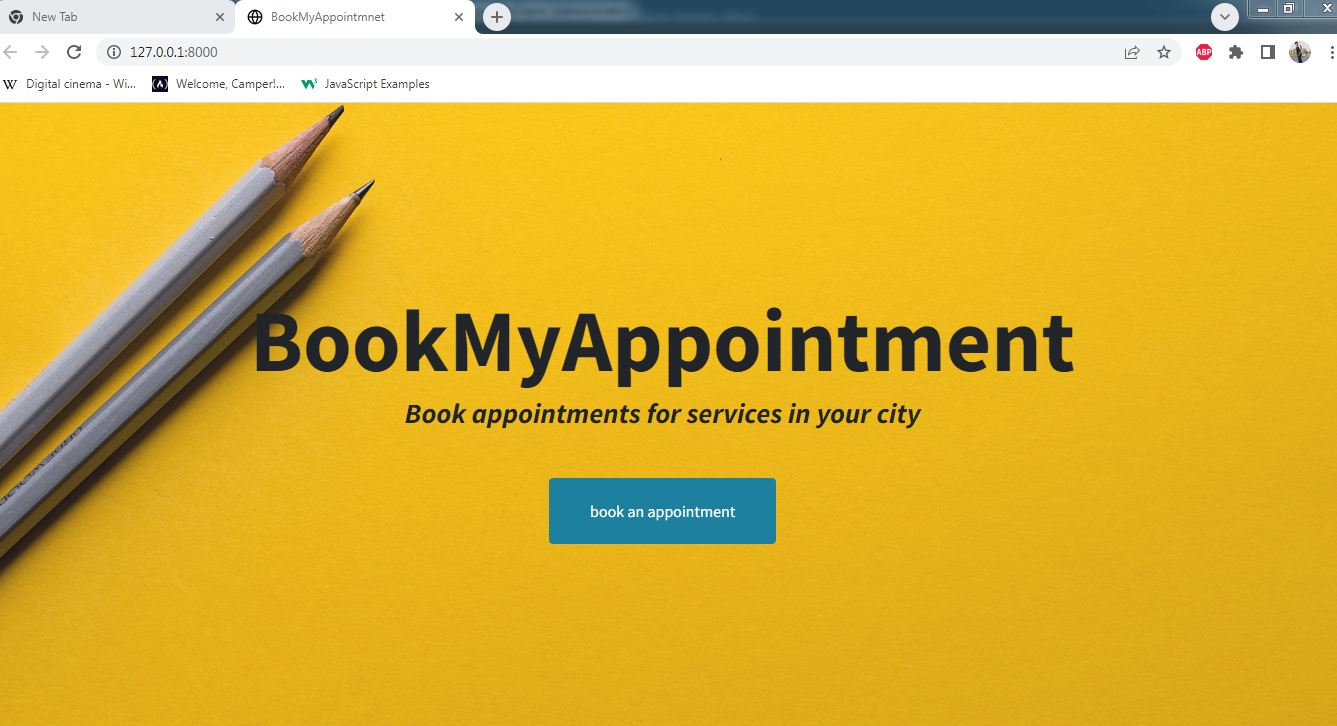 New Tab
BookMyAppointmnet
127.0.0.1:8000
ABP
W Digital cinema - Wi...
Welcome, Camper!...
JavaScript Examples
BookMyAppointment
Book appointments for services in your city
book an appointment